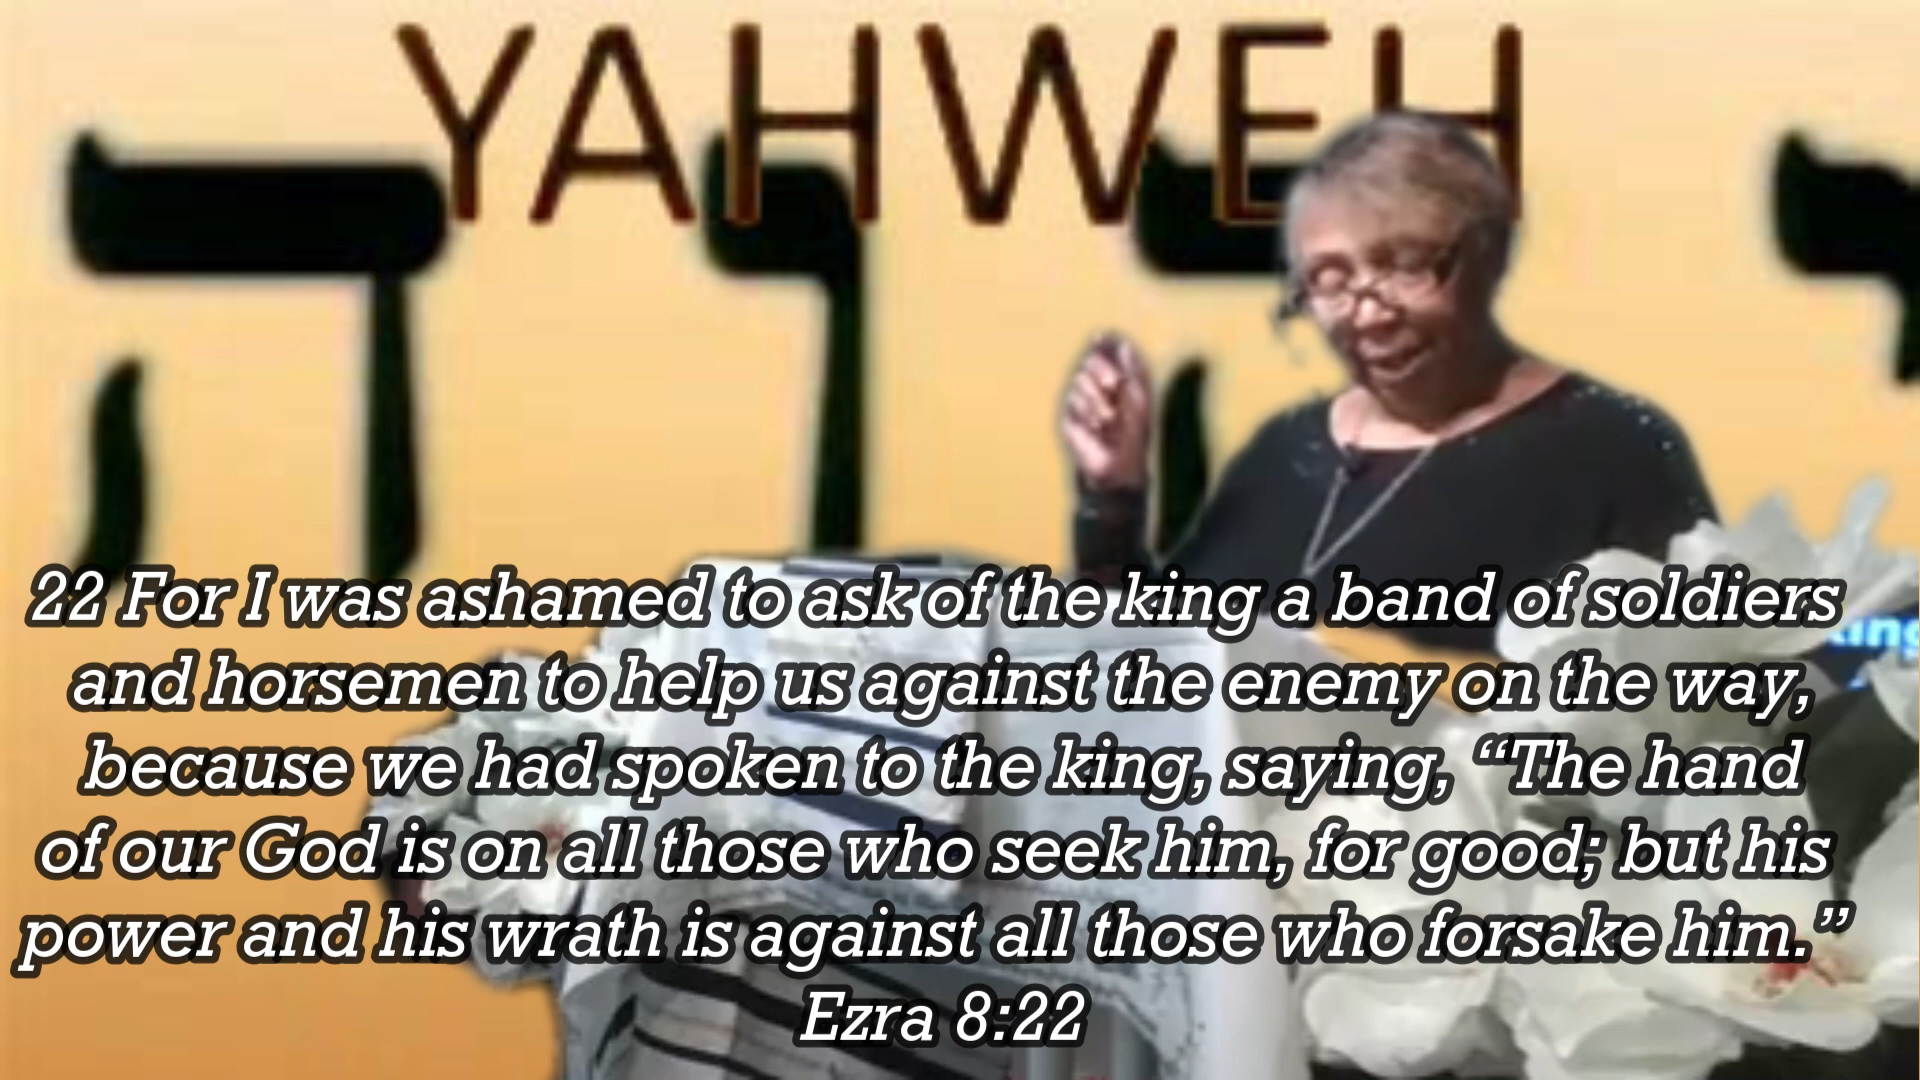 YAHWEH
יהוה
22 For I was ashamed to ask of the king a band of soldiers
and horsemen to help us against the enemy on the way,
because we had spoken to the king, saying, “The hand
of our God is on all those who seek him, for good; but his
power and his wrath is against all those who forsake him.”
Ezra 8:22